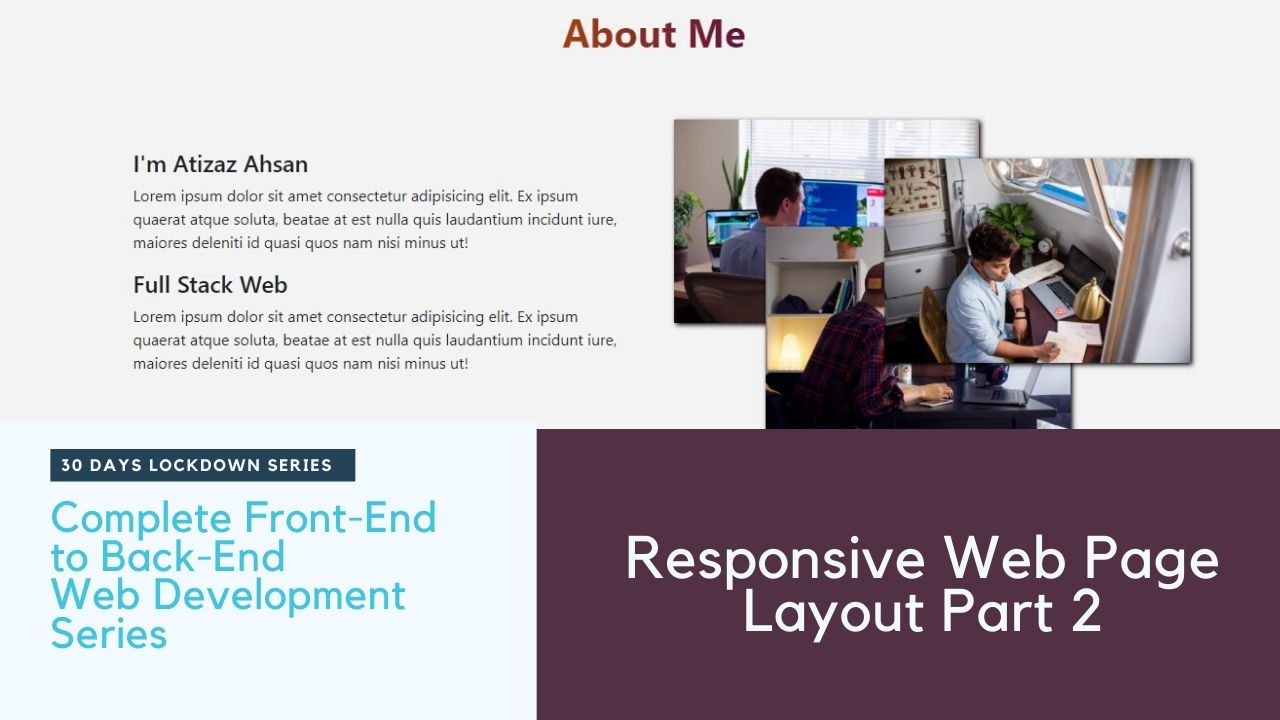 About Me
I'm Atizaz Ahsan
Lorem ipsum dolor sit amet consectetur adipisicing elit. Ex ipsum
quaerat atque soluta, beatae at est nulla quis laudantium incidunt iure,
maiores deleniti id quasi quos nam nisi minus ut!
Full Stack Web
Lorem ipsum dolor sit amet consectetur adipisicing elit. Ex ipsum
quaerat atque soluta, beatae at est nulla quis laudantium incidunt iure,
maiores deleniti id quasi quos nam nisi minus ut!
30 DAYS LOCKDOWN SERIES
Complete Front-End
to Back-End
Web Development
Series
Responsive Web Page
Layout Part 2